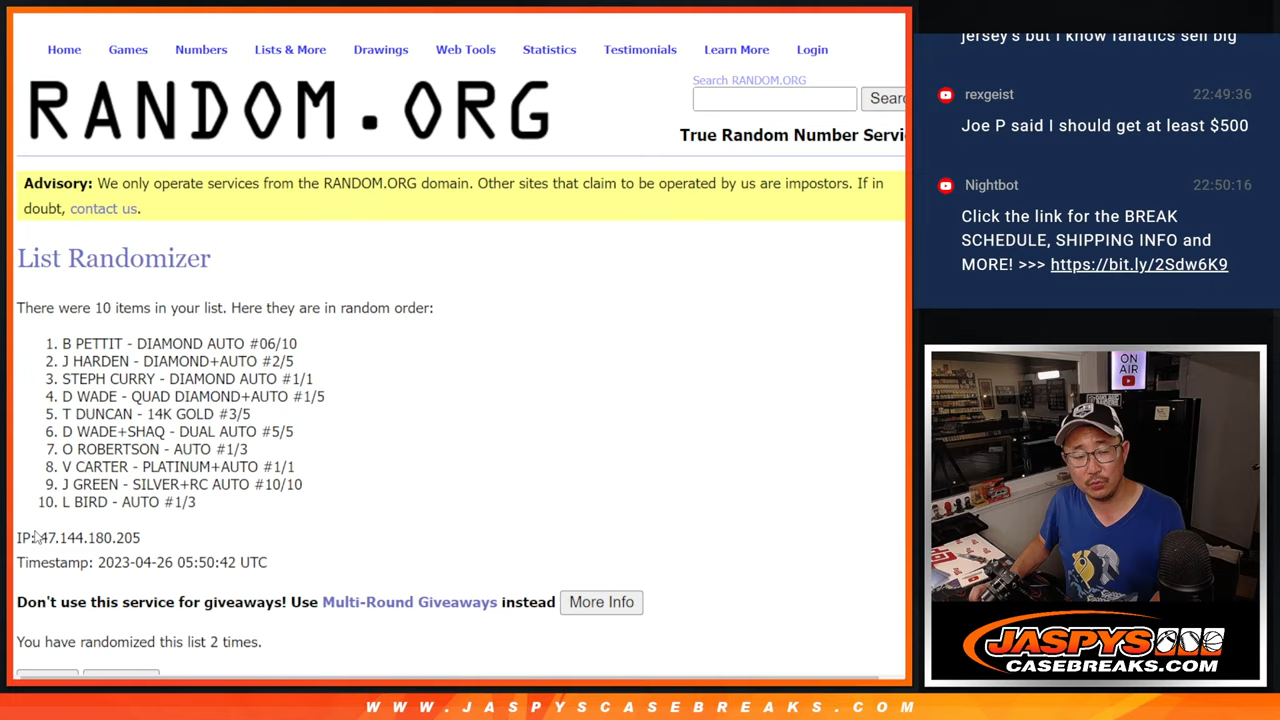 Home Games Numbers Lists & More Drawings Web Tools Statistics Testimonials Learn More Login
RANDOM.ORG
Search RANDOM.ORG
Searc
True Random Number Servi
Advisory: We only operate services from the RANDOM.ORG domain. Other sites that claim to be operated by us are impostors. If in
doubt, contact us.
List Randomizer
There were 10 items in your list. Here they are in random order:
1. B PETTIT - DIAMOND AUTO #06/10
2. J HARDEN - DIAMOND+AUTO #2/5
3. STEPH CURRY - DIAMOND AUTO #1/1
4. D WADE - QUAD DIAMOND+AUTO #1/5
5. T DUNCAN - 14K GOLD #3/5
6. D WADE+SHAQ - DUAL AUTO #5/5
7. O ROBERTSON - AUTO #1/3
8. V CARTER - PLATINUM+AUTO #1/1
9. J GREEN - SILVER+RC AUTO #10/10
10. L BIRD - AUTO #1/3
IP: 47.144.180.205
Timestamp: 2023-04-26 05:50:42 UTC
Don't use this service for giveaways! Use Multi-Round Giveaways instead More Info
You have randomized this list 2 times.
jersey's but I know fanatics sell big
rexgeist 22:49:36
Joe P said I should get at least $500
Nightbot 22:50:16
Click the link for the BREAK
SCHEDULE, SHIPPING INFO and
MORE! >>> https://bit.ly/2Sdw6K9
ON
AIR
JASPYS
CASEBREAKS.COM
WWW.JASPYSCASEBREAKS.COM